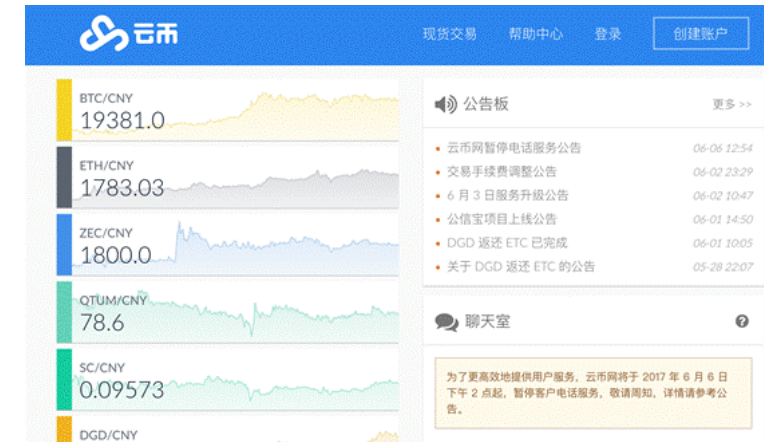 云币
现货交易 帮助中心 登录 创建账户
BTC/CNY
19381.0
ETH/CNY
1783.03
ZEC/CNY
1800.0
QTUM/CNY
78.6
SC/CNY
0.09573
DGD/CNY
公告板 更多 >>
• 云币网暂停电话服务公告 06-06 12:54
• 交易手续费调整公告 06-02 23:29
• 6 月 3 日服务升级公告 06-02 10:47
• 公信宝项目上线公告 06-01 14:50
• DGD 返还 ETC 已完成 06-01 10:05
• 关于 DGD 返还 ETC 的公告 05-28 22:07
聊天室 ?
为了更高效地提供用户服务，云币网将于 2017 年 6 月 6 日
下午 2 点起，暂停客户电话服务，敬请周知，详情请参考公
告。